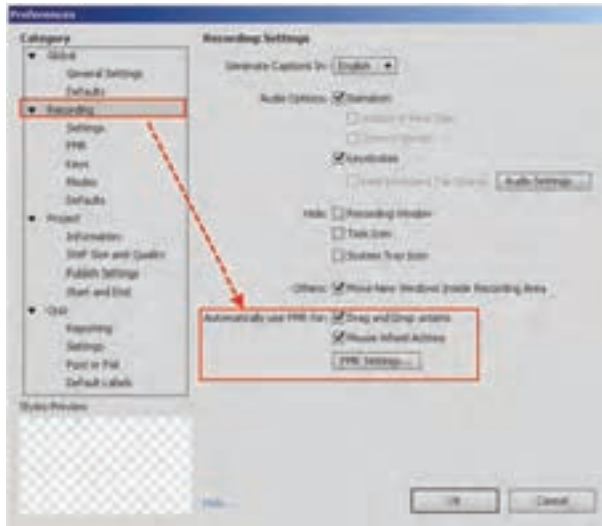 Preferences
Category
Global
General Settings
Defaults
Recording
Settings
FMR
Keys
Modes
Defaults
Project
Information
SWF Size and Quality
Publish Settings
Start and End
Quiz
Reporting
Settings
Pass or Fail
Default Labels
Styles Preview
Recording Settings
Generate Captions In: English
Audio Options: Narration
Keystrokes
Audio Settings...
Hide: Recording Window
Task Icon
System Tray Icon
Others: Move New Windows Inside Recording Area
Automatically use FMR for: Drag and Drop actions
Mouse Wheel Actions
FMR Settings...
Help...
OK
Cancel